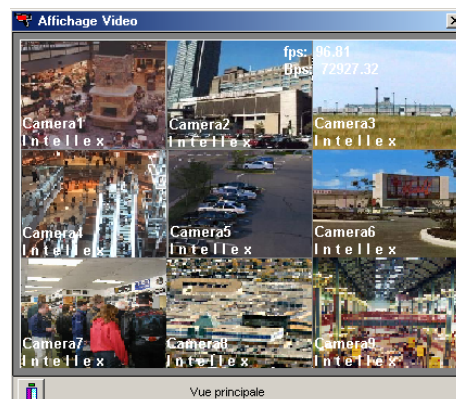 Affichage Video
fps: 96.81
Bps: 72927.32
Camera1
Intellex
Camera2
Intellex
Camera3
Intellex
Camera4
Intellex
Camera5
Intellex
Camera6
Intellex
Camera7
Intellex
Camera8
Intellex
Camera9
Intellex
Vue principale